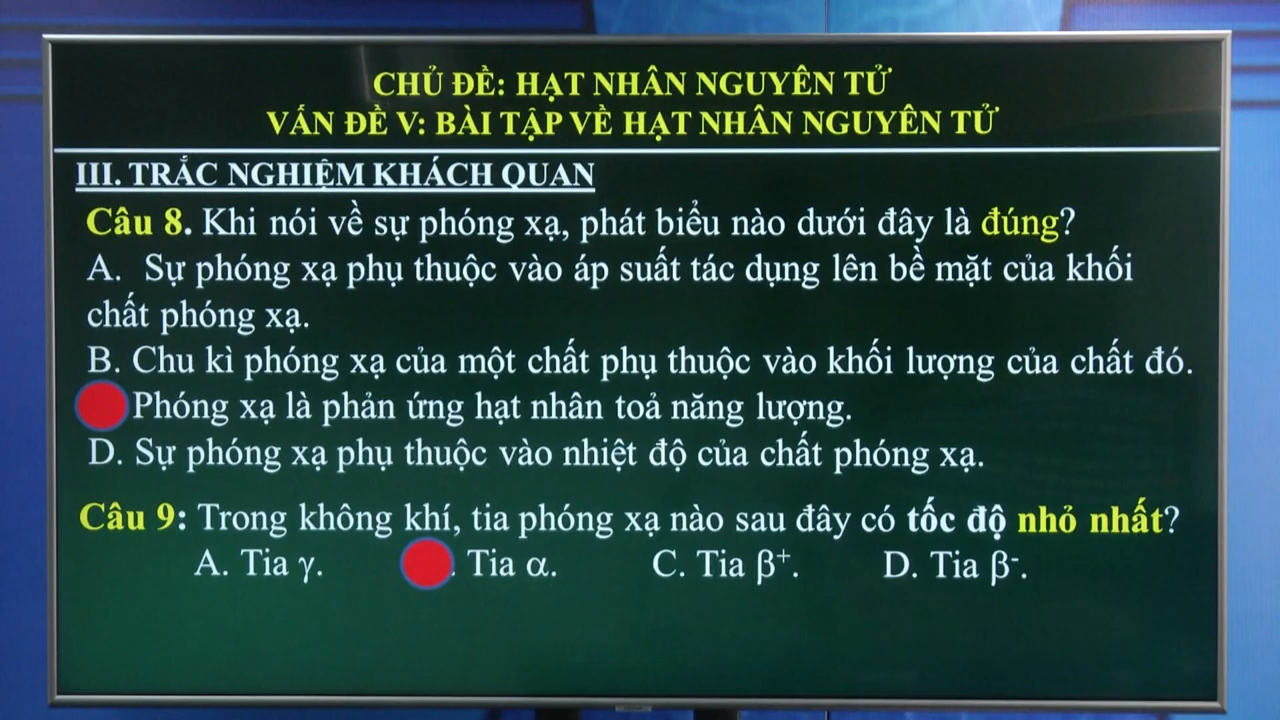 CHỦ ĐỀ: HẠT NHÂN NGUYÊN TỬ
VẤN ĐỀ V: BÀI TẬP VỀ HẠT NHÂN NGUYÊN TỬ
III. TRẮC NGHIỆM KHÁCH QUAN
Câu 8. Khi nói về sự phóng xạ, phát biểu nào dưới đây là đúng?
A. Sự phóng xạ phụ thuộc vào áp suất tác dụng lên bề mặt của khối
chất phóng xạ.
B. Chu kì phóng xạ của một chất phụ thuộc vào khối lượng của chất đó.
Phóng xạ là phản ứng hạt nhân toả năng lượng.
D. Sự phóng xạ phụ thuộc vào nhiệt độ của chất phóng xạ.
Câu 9: Trong không khí, tia phóng xạ nào sau đây có tốc độ nhỏ nhất?
A. Tia γ. . Tia α. C. Tia β⁺. D. Tia β⁻.